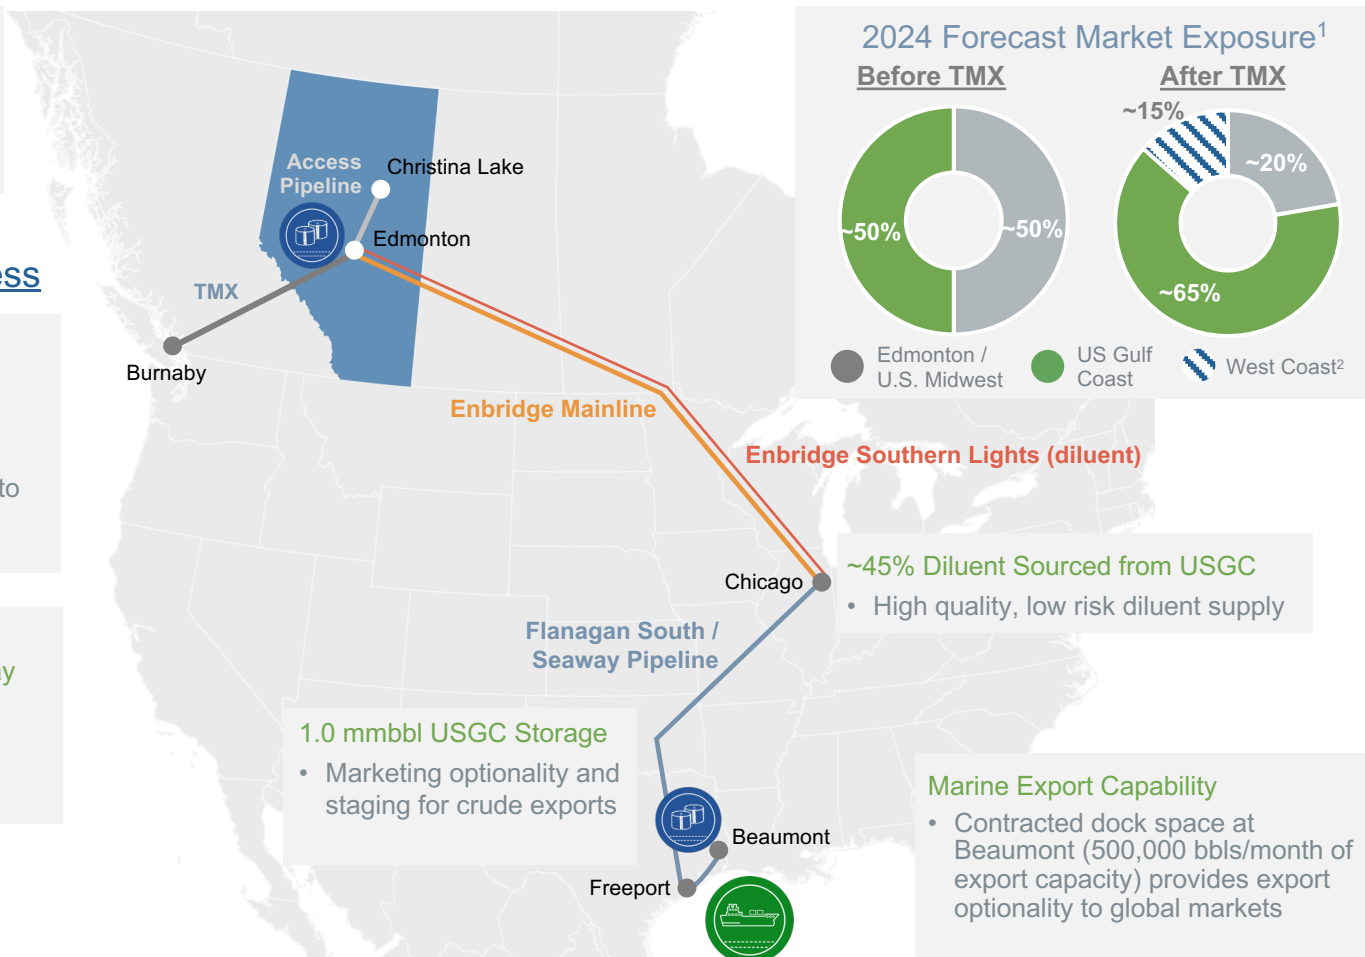 2024 Forecast Market Exposure1
Before TMX
After TMX
~50%
~50%
~15%
~20%
~65%
Edmonton /
U.S. Midwest
US Gulf
Coast
West Coast2
Access
Pipeline
Christina Lake
Edmonton
TMX
Burnaby
ess
to
y
Enbridge Mainline
Enbridge Southern Lights (diluent)
Chicago
~45% Diluent Sourced from USGC
• High quality, low risk diluent supply
Flanagan South /
Seaway Pipeline
1.0 mmbbl USGC Storage
• Marketing optionality and
staging for crude exports
Beaumont
Freeport
Marine Export Capability
• Contracted dock space at
Beaumont (500,000 bbls/month of
export capacity) provides export
optionality to global markets